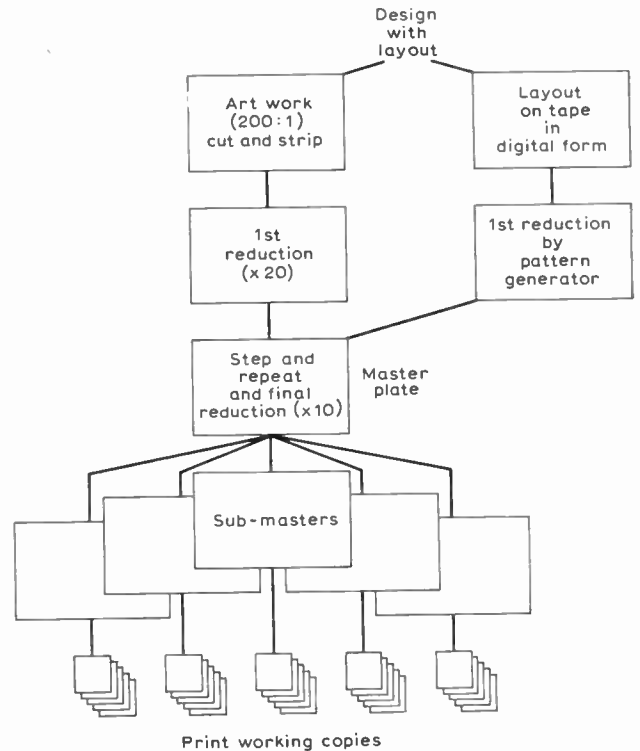 Design
with
layout
Art work
(200:1)
cut and strip
Layout
on tape
in
digital form
1st
reduction
(x20)
1st reduction
by
pattern
generator
Step and
repeat
and final
reduction (x10)
Master
plate
Sub-masters
Print working copies